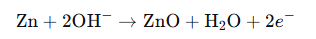 Zn + 2OH⁻ → ZnO + H₂O + 2e⁻